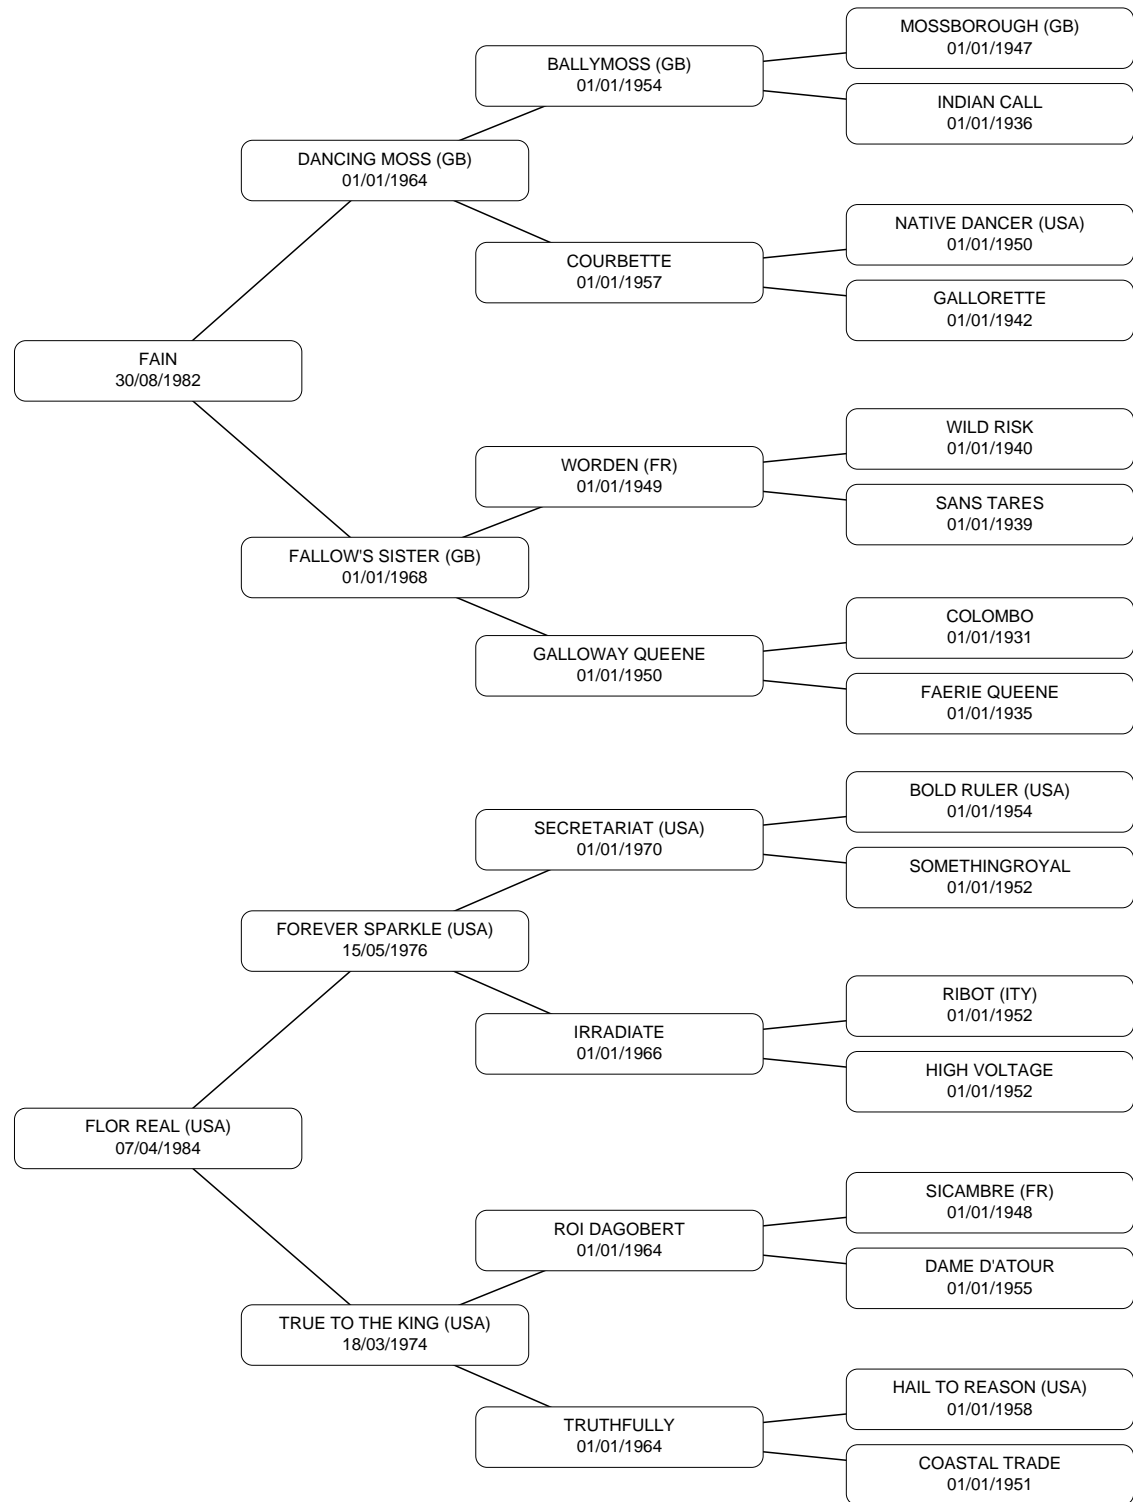 MOSSBOROUGH (GB)
01/01/1947
BALLYMOSS (GB)
01/01/1954
INDIAN CALL
01/01/1936
DANCING MOSS (GB)
01/01/1964
NATIVE DANCER (USA)
01/01/1950
COURBETTE
01/01/1957
GALLORETTE
01/01/1942
FAIN
30/08/1982
WILD RISK
01/01/1940
WORDEN (FR)
01/01/1949
SANS TARES
01/01/1939
FALLOW'S SISTER (GB)
01/01/1968
COLOMBO
01/01/1931
GALLOWAY QUEENE
01/01/1950
FAERIE QUEENE
01/01/1935
BOLD RULER (USA)
01/01/1954
SECRETARIAT (USA)
01/01/1970
SOMETHINGROYAL
01/01/1952
FOREVER SPARKLE (USA)
15/05/1976
RIBOT (ITY)
01/01/1952
IRRADIATE
01/01/1966
HIGH VOLTAGE
01/01/1952
FLOR REAL (USA)
07/04/1984
SICAMBRE (FR)
01/01/1948
ROI DAGOBERT
01/01/1964
DAME D'ATOUR
01/01/1955
TRUE TO THE KING (USA)
18/03/1974
HAIL TO REASON (USA)
01/01/1958
TRUTHFULLY
01/01/1964
COASTAL TRADE
01/01/1951